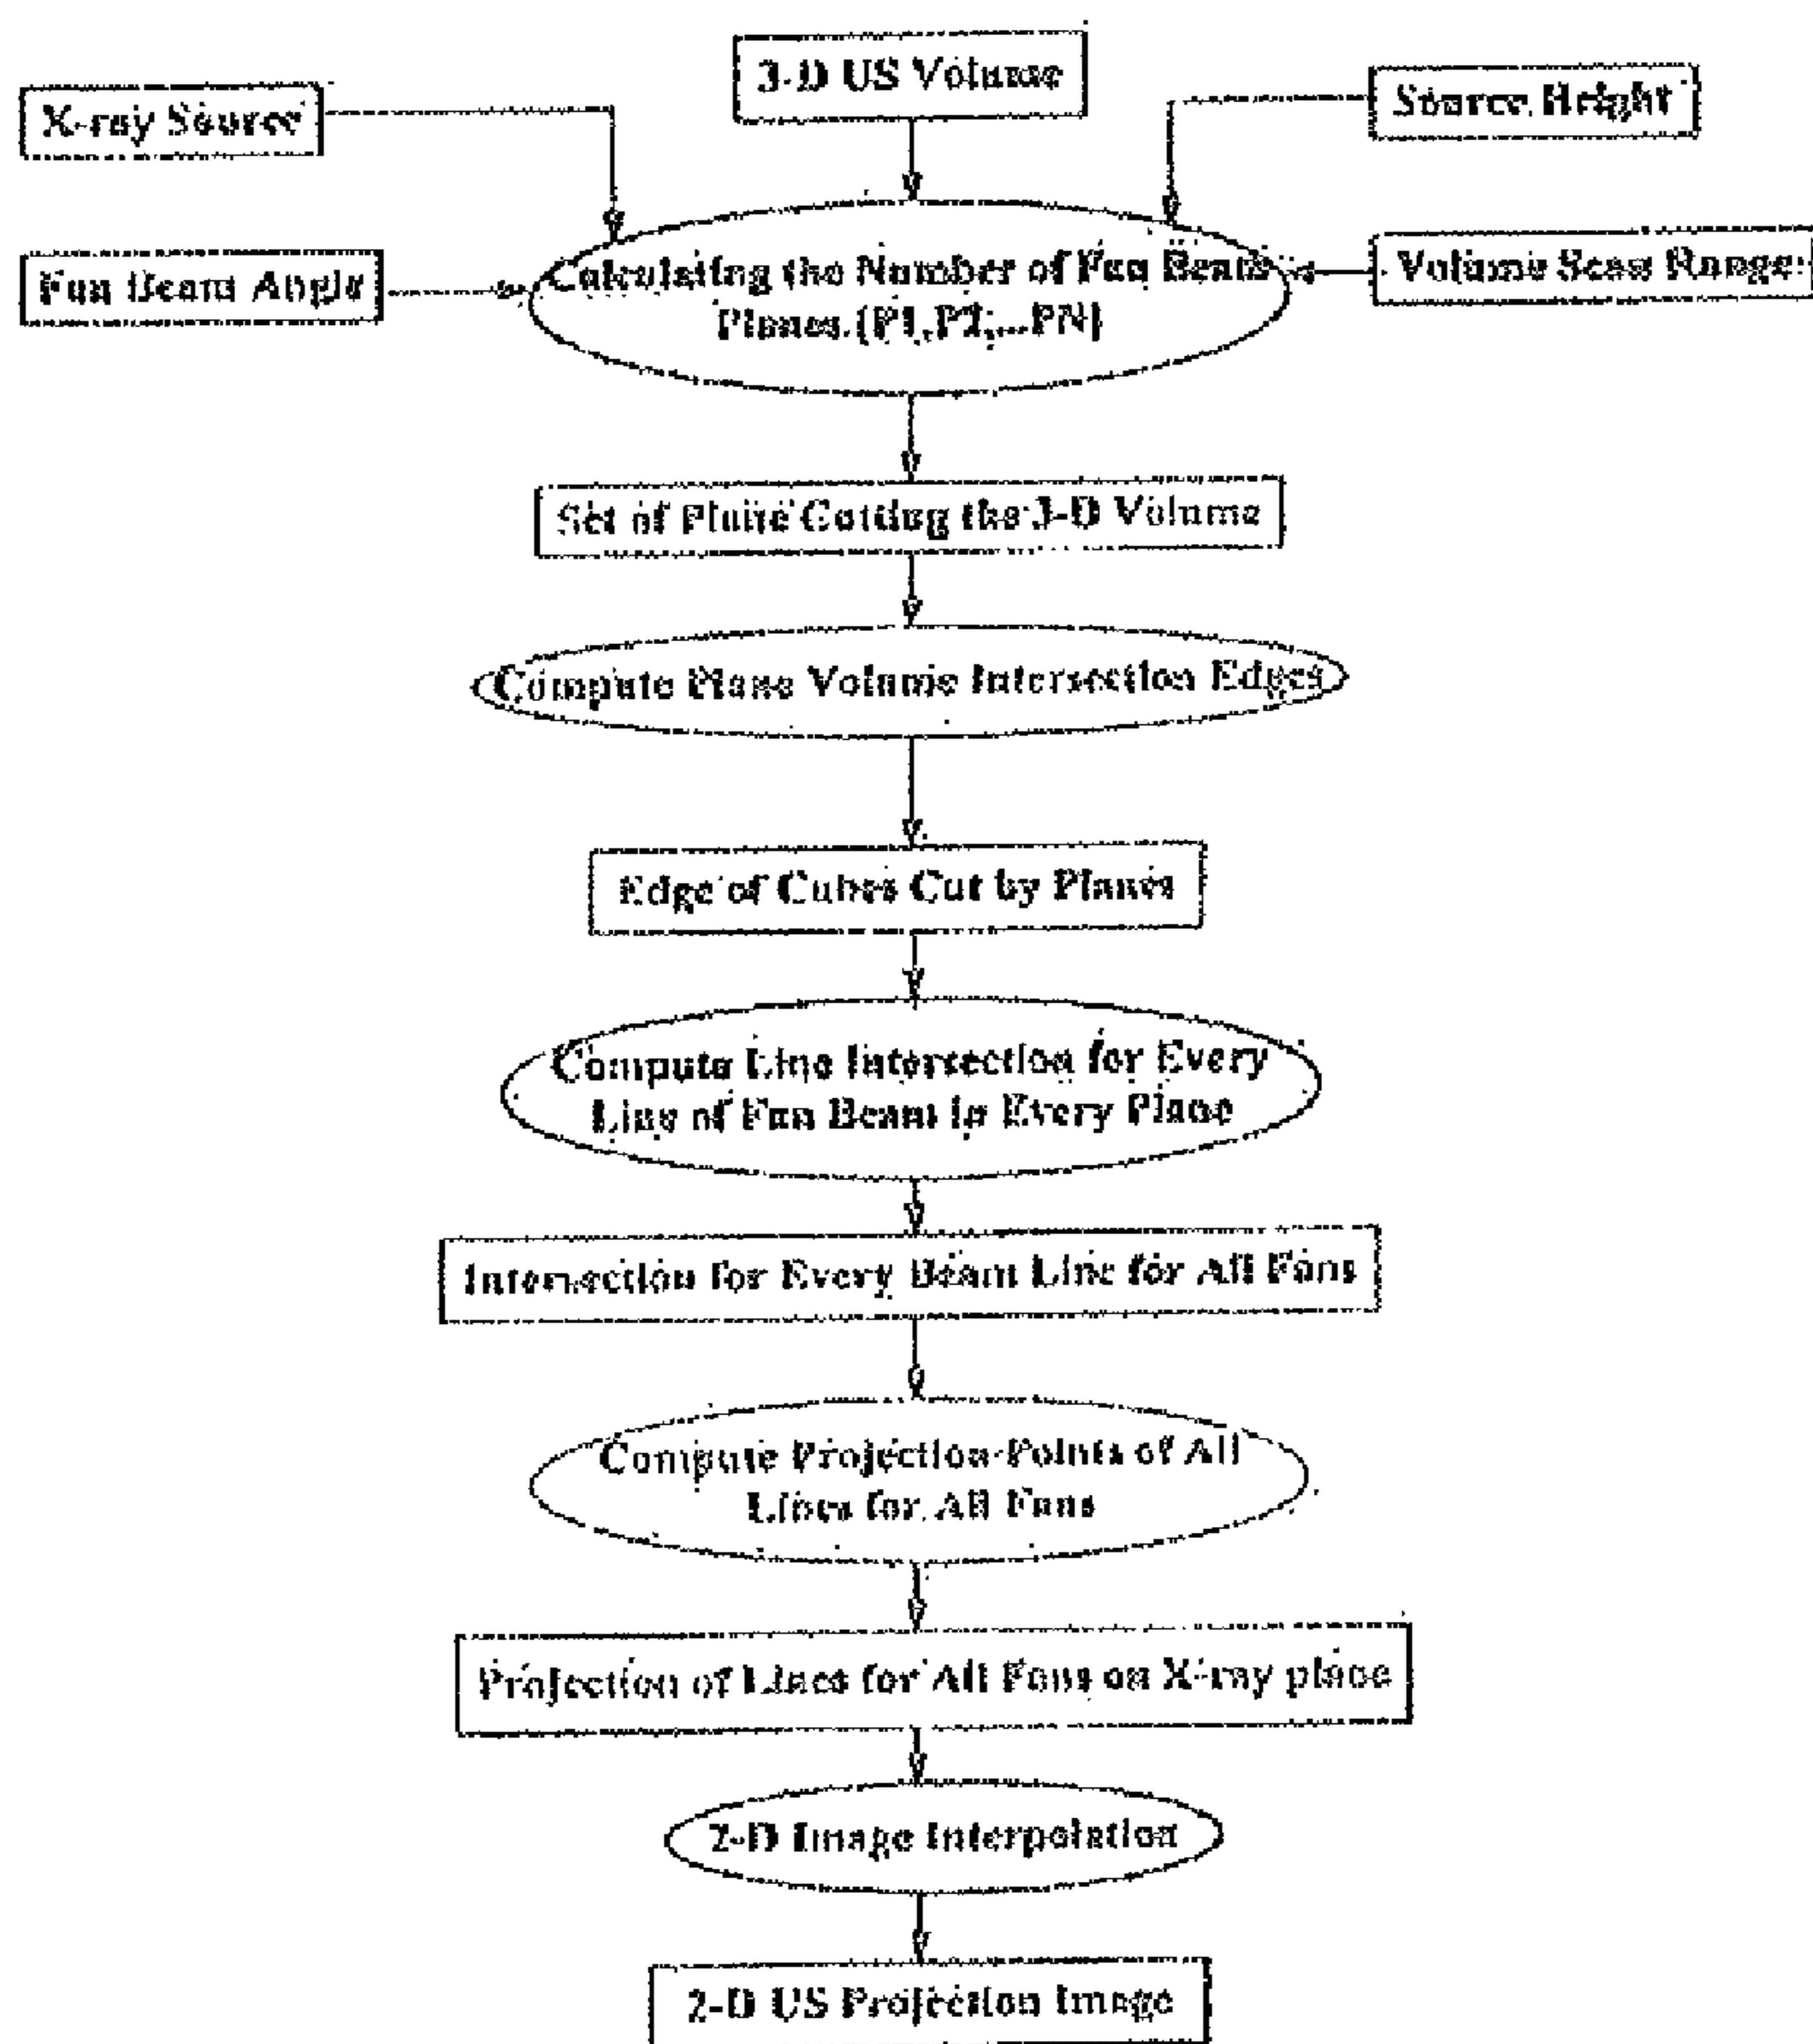 3-D US Volume
X-ray Source
Source Height
Fan Beam Angle
Volume Scan Range
Calculating the Number of Fan Beams
Planes (P1,P2,...PN)
Set of Plane Cutting the 3-D Volume
Compute Plane Volume Intersection Edges
Edge of Cubes Cut by Planes
Compute Line Intersection for Every
Line of Fan Beam in Every Plane
Intersection for Every Beam Line for All Fans
Compute Projection Points of All
Lines for All Fans
Projection of Lines for All Fans on X-ray plane
2-D Image Interpolation
2-D US Projection Image